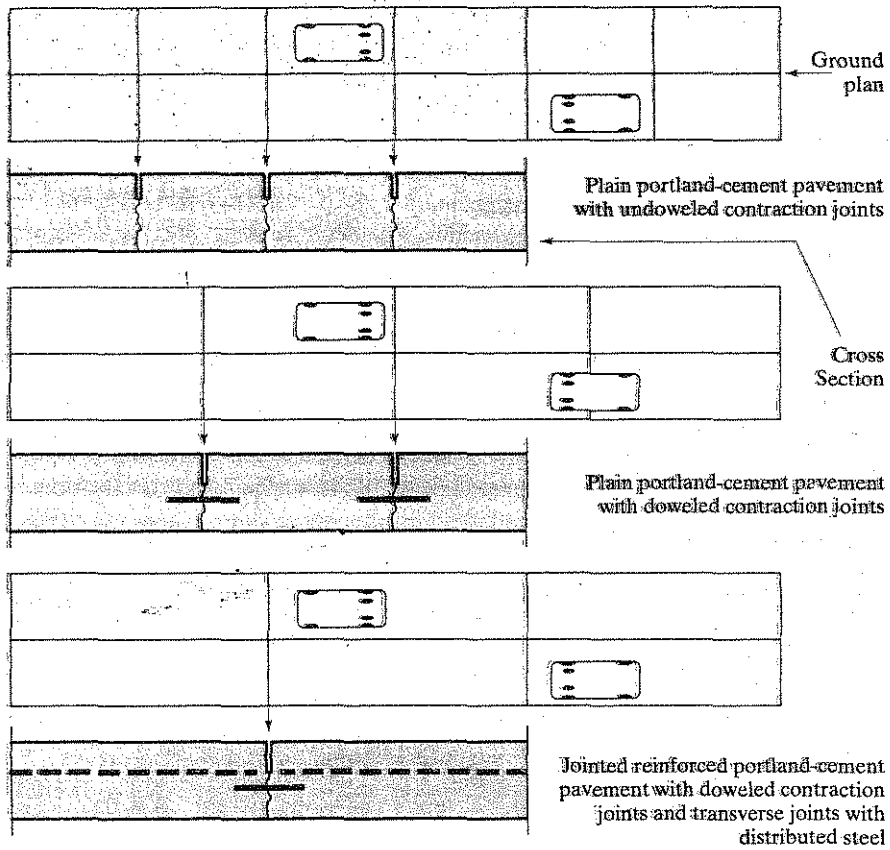 Ground
plan
Plain portland-cement pavement
with undoweled contraction joints
Cross
Section
Plain portland-cement pavement
with doweled contraction joints
Jointed reinforced portland-cement
pavement with doweled contraction
joints and transverse joints with
distributed steel